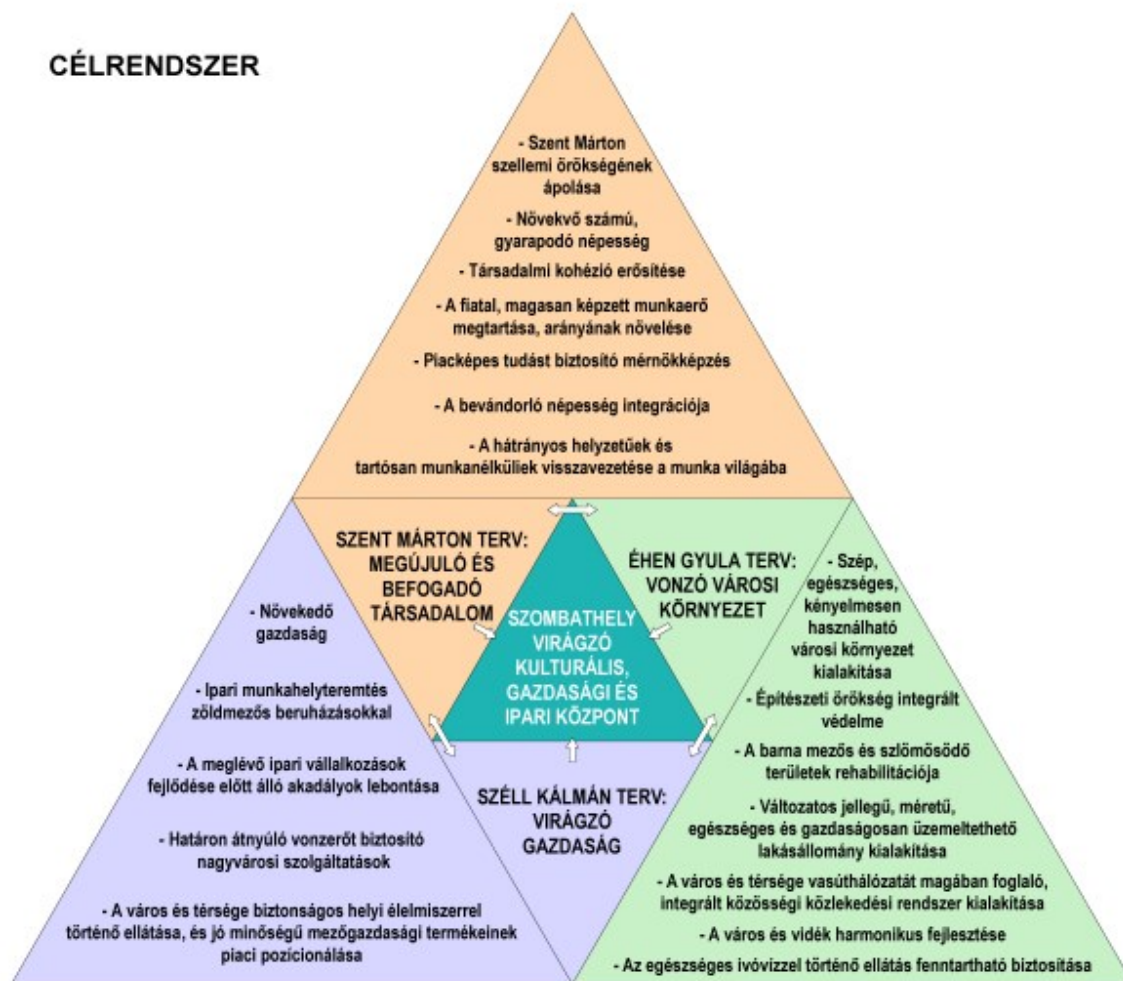 CÉLRENDSZER
- Szent Márton
szellemi örökségének
ápolása
- Növekvő számú,
gyarapodó népesség
- Társadalmi kohézió erősítése
- A fiatal, magasan képzett munkaerő
megtartása, arányának növelése
- Piacképes tudást biztosító mérnökképzés
- A bevándorló népesség integrációja
- A hátrányos helyzetűek és
tartósan munkanélküliek visszavezetése a munka világába
SZENT MÁRTON TERV:
MEGÚJULÓ ÉS
BEFOGADÓ
TÁRSADALOM
ÉHEN GYULA TERV:
VONZÓ VÁROSI
KÖRNYEZET
SZOMBATHELY
VIRÁGZÓ
KULTURÁLIS,
GAZDASÁGI ÉS
IPARI KÖZPONT
SZÉLL KÁLMÁN TERV:
VIRÁGZÓ
GAZDASÁG
- Növekedő
gazdaság
- Ipari munkahelyteremtés
zöldmezős beruházásokkal
- A meglévő ipari vállalkozások
fejlődése előtt álló akadályok lebontása
- Határon átnyúló vonzerőt biztosító
nagyvárosi szolgáltatások
- A város és térsége biztonságos helyi élelmiszerrel
történő ellátása, és jó minőségű mezőgazdasági termékeinek
piaci pozícionálása
- Szép,
egészséges,
kényelmesen
használható
városi környezet
kialakítása
- Építészeti örökség integrált
védelme
- A barna mezős és szlömösödő
területek rehabilitációja
- Változatos jellegű, méretű,
egészséges és gazdaságosan üzemeltethető
lakásállomány kialakítása
- A város és térsége vasúthálózatát magában foglaló,
integrált közösségi közlekedési rendszer kialakítása
- A város és vidék harmonikus fejlesztése
- Az egészséges ivóvízzel történő ellátás fenntartható biztosítása